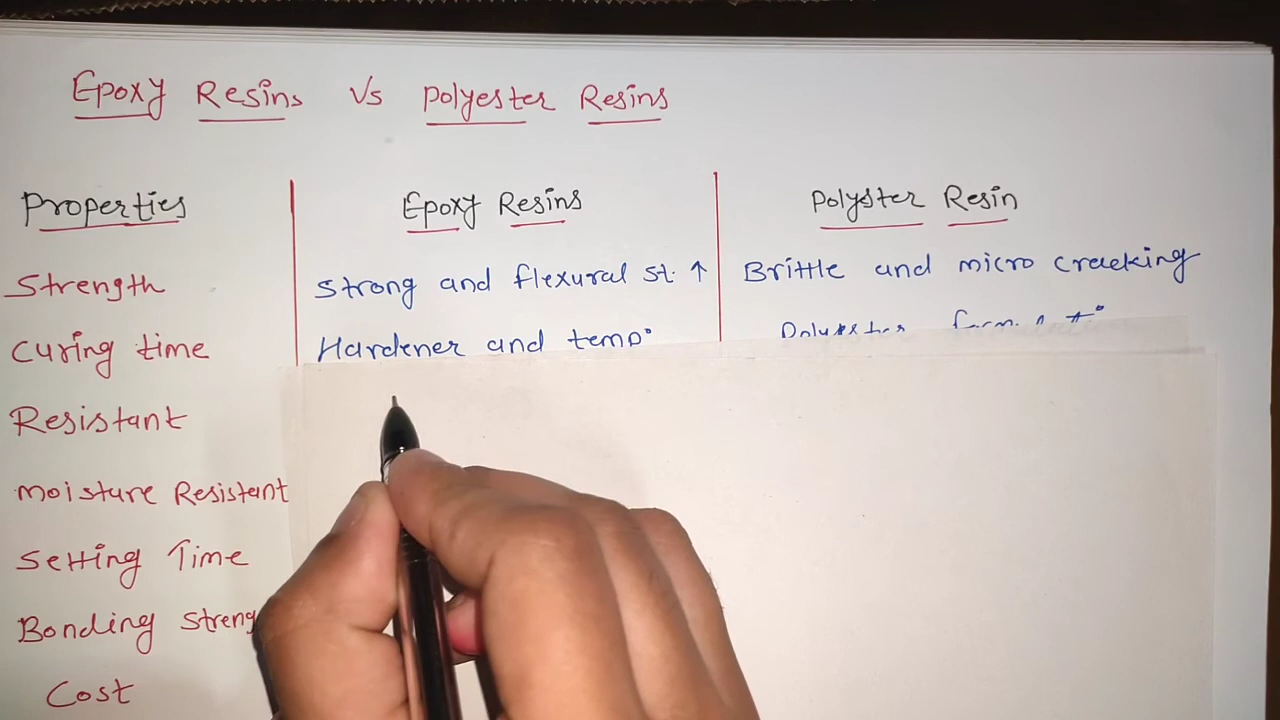 Epoxy Resins Vs Polyester Resins
Properties Epoxy Resins Polyster Resin
Strength Strong and flexural st. ↑ Brittle and micro cracking
Curing time Hardener and temp°
Resistant
Moisture Resistant
Setting Time
Bonding
Cost